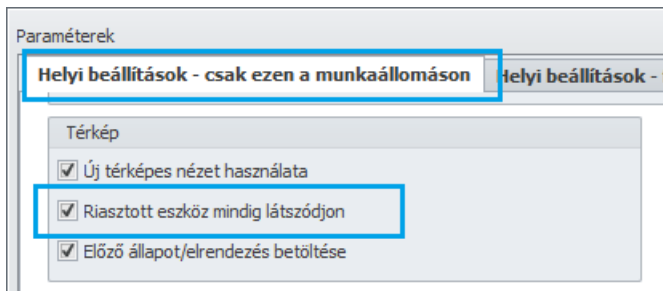 Paraméterek
Helyi beállítások - csak ezen a munkaállomáson
Helyi beállítások -
Térkép
Új térképes nézet használata
Riasztott eszköz mindig látszódjon
Előző állapot/elrendezés betöltése